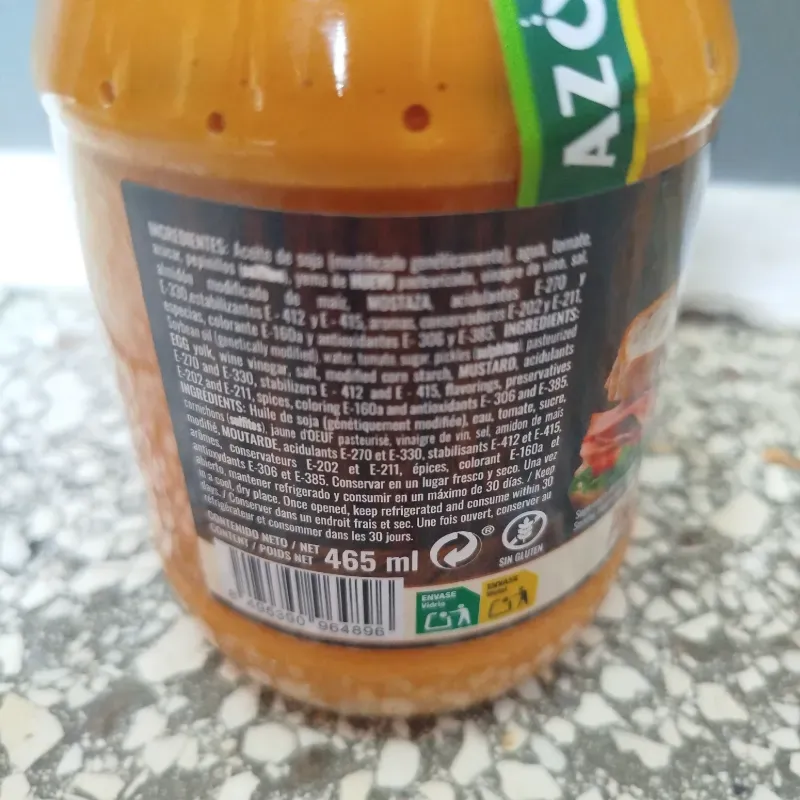 AZÚ
INGREDIENTES: Aceite de soja (modificado genéticamente), agua, tomate,
azúcar, pepinillos (sulfitos), yema de HUEVO pasteurizada, vinagre de vino, sal,
almidón modificado de maíz, MOSTAZA, acidulantes E-270 y
E-330, estabilizantes E - 412 y E - 415, aromas, conservadores E-202 y E-211,
especias, colorante E-160a y antioxidantes E- 306 y E-385. INGREDIENTS:
Soybean oil (genetically modified), water, tomato, sugar, pickles (sulphites) pasteurized
EGG yolk, wine vinegar, salt, modified corn starch, MUSTARD, acidulants
E-270 and E-330, stabilizers E - 412 and E - 415, flavorings, preservatives
E-202 and E-211, spices, coloring E-160a and antioxidants E-306 and E-385.
INGRÉDIENTS: Huile de soja (génétiquement modifiée), eau, tomate, sucre,
cornichons (sulfites), jaune d'OEUF pasteurisé, vinaigre de vin, sel, amidon de maïs
modifié, MOUTARDE, acidulants E-270 et E-330, stabilisants E-412 et E-415,
arômes, conservateurs E-202 et E-211, épices, colorant E-160a et
antioxydants E-306 et E-385. Conservar en un lugar fresco y seco. Una vez
abierto, mantener refrigerado y consumir en un máximo de 30 días. / Keep
in a cool, dry place. Once opened, keep refrigerated and consume within 30
days. / Conserver dans un endroit frais et sec. Une fois ouvert, conserver au
réfrigérateur et consommer dans les 30 jours.
CONTENIDO NETO / NET
CONTENT / POIDS NET 465 ml
®
SIN GLUTEN
ENVASE
Vidrio
ENVASE
Metal
8 496390 964896